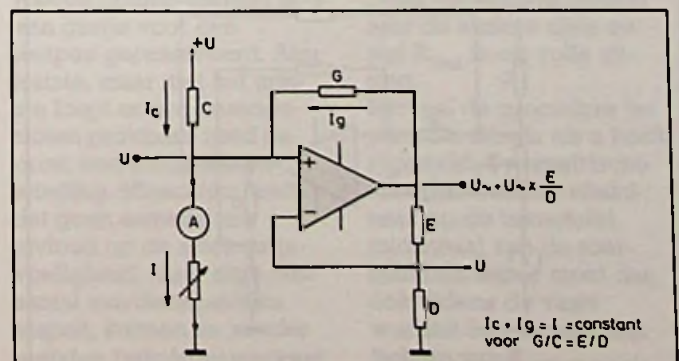 +U
Ic
C
G
Ig
U
+
−
U~ + U~ × E/D
A
E
U
I
D
Ic + Ig = I = constant
voor G/C = E/D